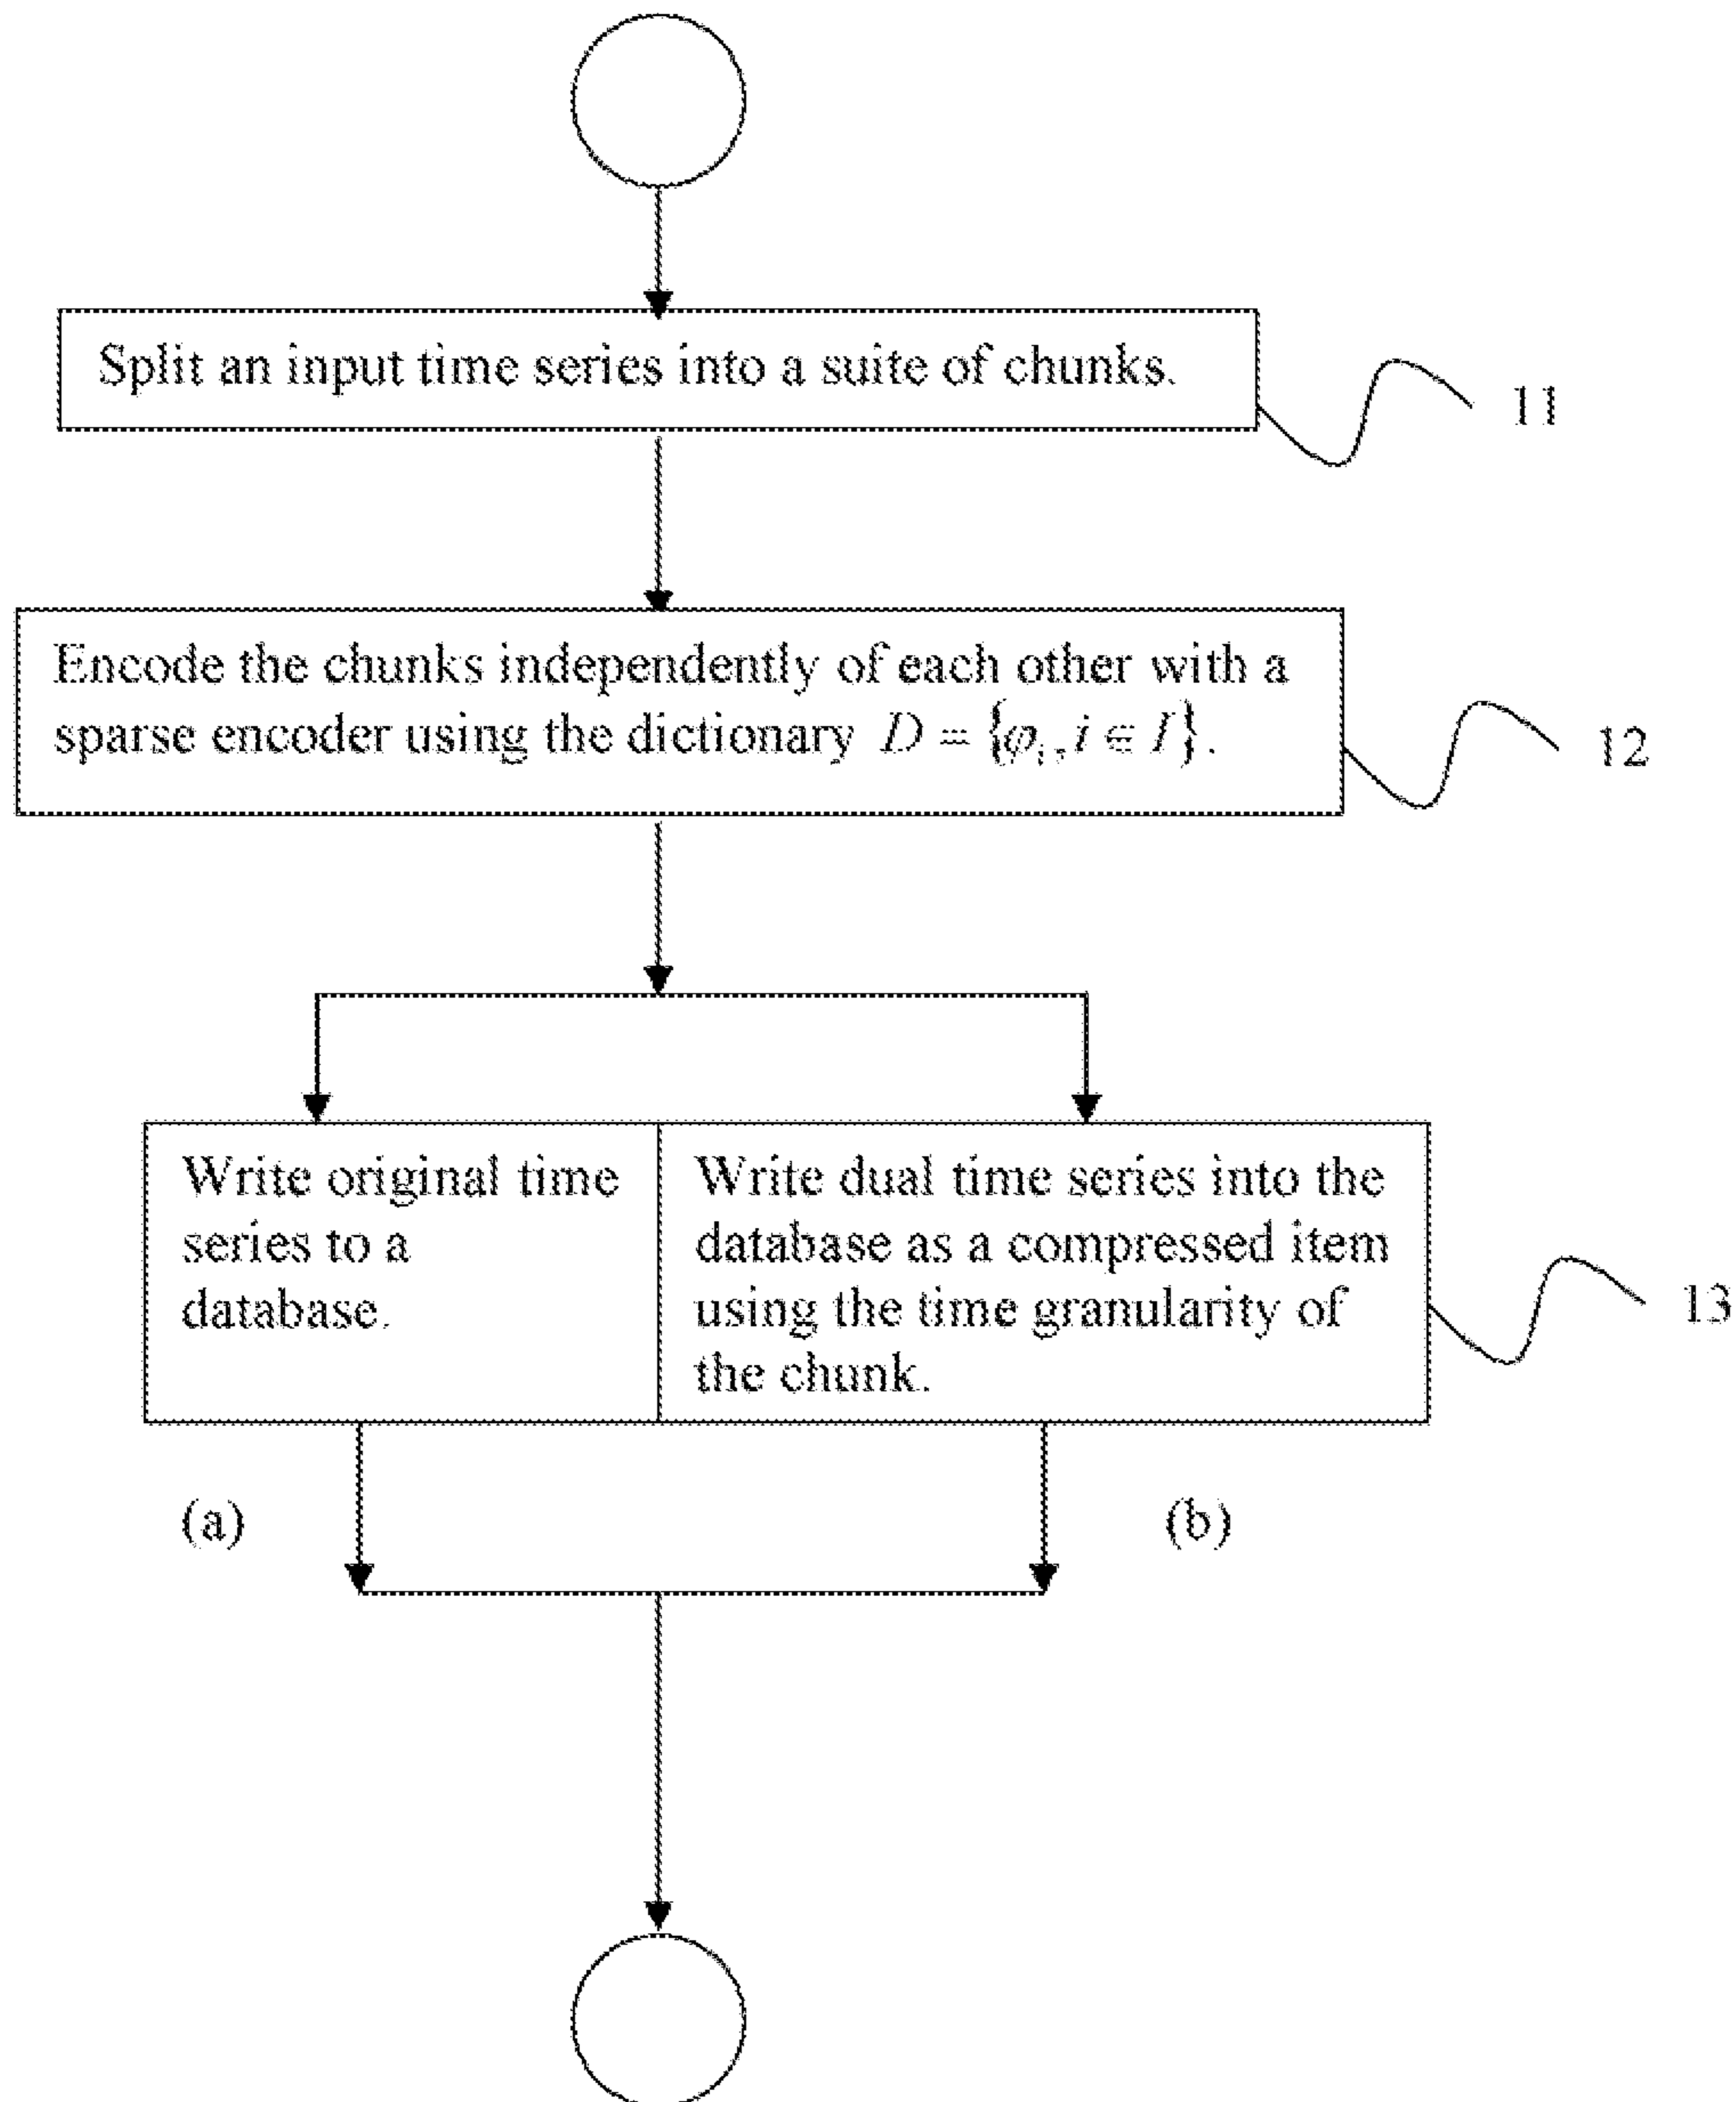 Split an input time series into a suite of chunks.
11
Encode the chunks independently of each other with a
sparse encoder using the dictionary D = {φi, i ∈ I}.
12
Write original time
series to a
database.
Write dual time series into the
database as a compressed item
using the time granularity of
the chunk.
13
(a)
(b)